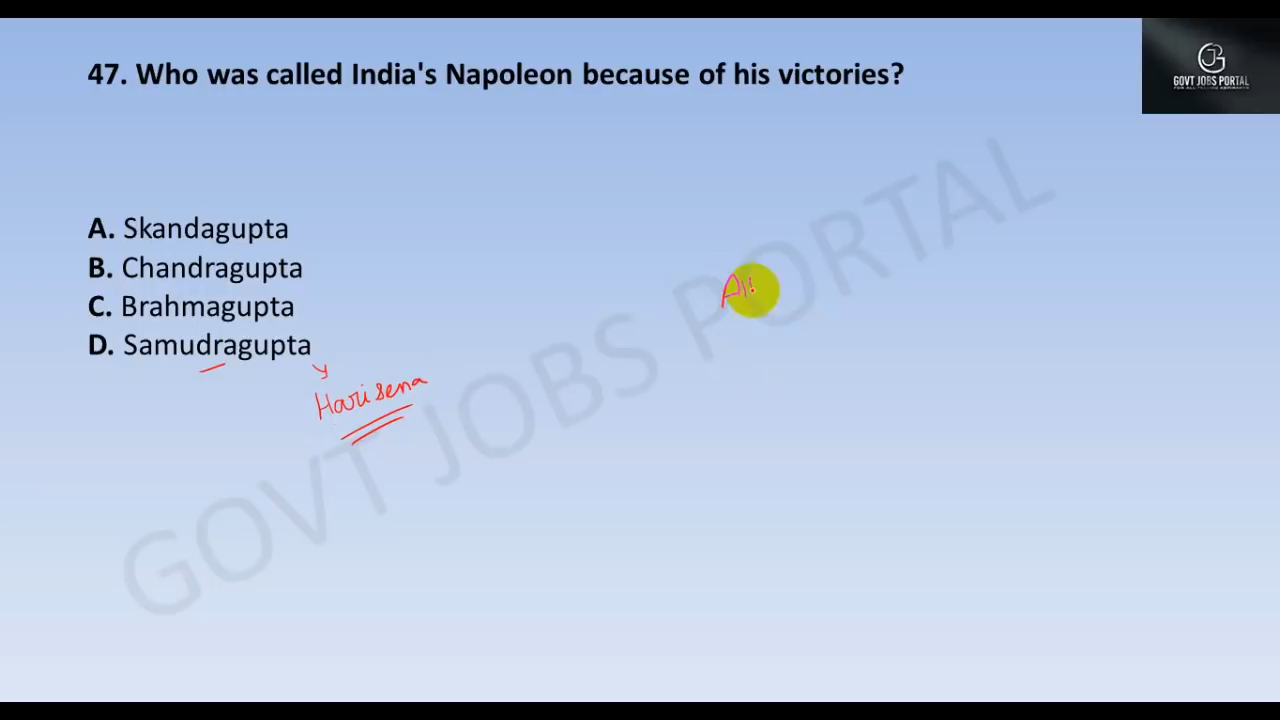 47. Who was called India's Napoleon because of his victories?
GOVT JOBS PORTAL
A. Skandagupta
B. Chandragupta
C. Brahmagupta
D. Samudragupta
Harisena
GOVT JOBS PORTAL